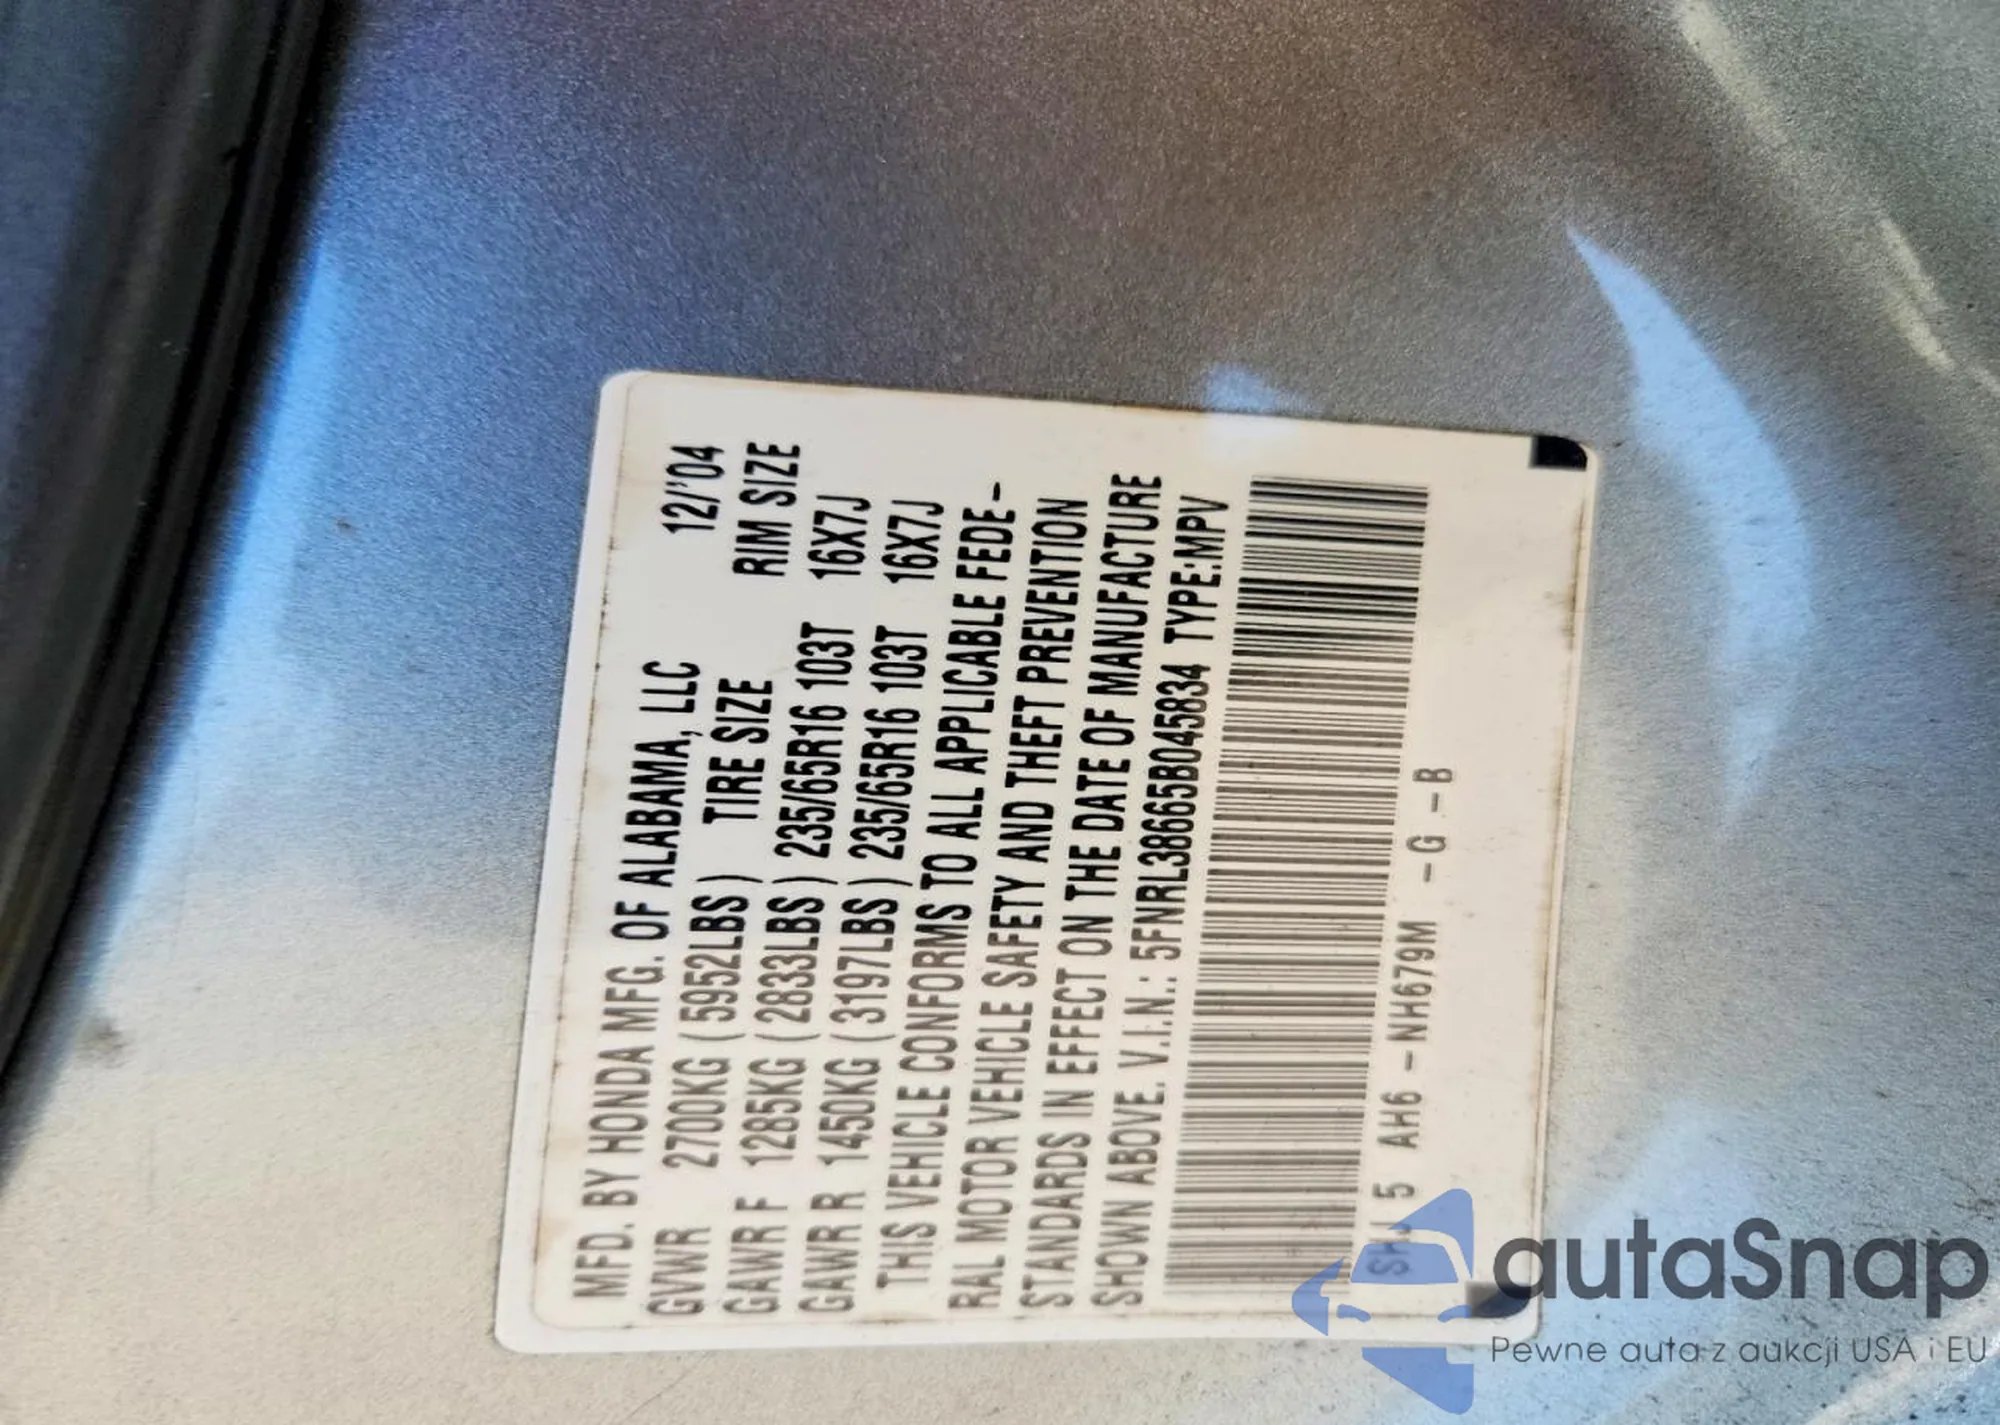 MFD. BY HONDA MFG. OF ALABAMA, LLC 12/'04
GVWR 2700KG (5952LBS) TIRE SIZE RIM SIZE
GAWR F 1285KG (2833LBS) 235/65R16 103T 16X7J
GAWR R 1450KG (3197LBS) 235/65R16 103T 16X7J
THIS VEHICLE CONFORMS TO ALL APPLICABLE FEDE-
RAL MOTOR VEHICLE SAFETY AND THEFT PREVENTION
STANDARDS IN EFFECT ON THE DATE OF MANUFACTURE
SHOWN ABOVE. V.I.N.: 5FNRL38665B045834 TYPE:MPV
SHJ 5 AH6-NH679M -G-B
autaSnap
Pewne auta z aukcji USA i EU